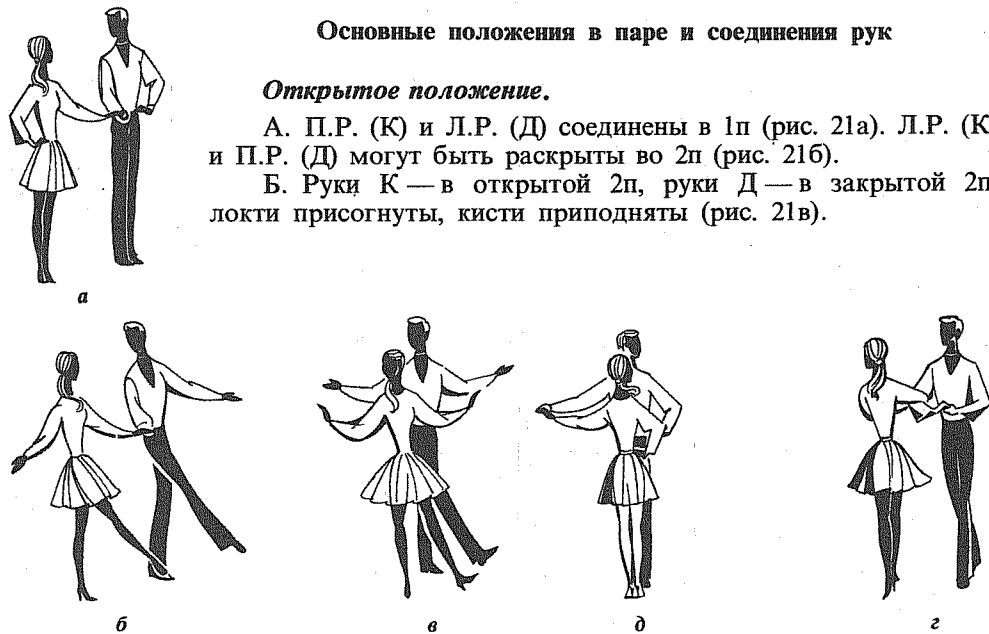 Основные положения в паре и соединения рук
Открытое положение.
А. П.Р. (К) и Л.Р. (Д) соединены в 1п (рис. 21а). Л.Р. (К
и П.Р. (Д) могут быть раскрыты во 2п (рис. 21б).
Б. Руки К — в открытой 2п, руки Д — в закрытой 2п
локти присогнуты, кисти приподняты (рис. 21в).
а
б
в
д
г